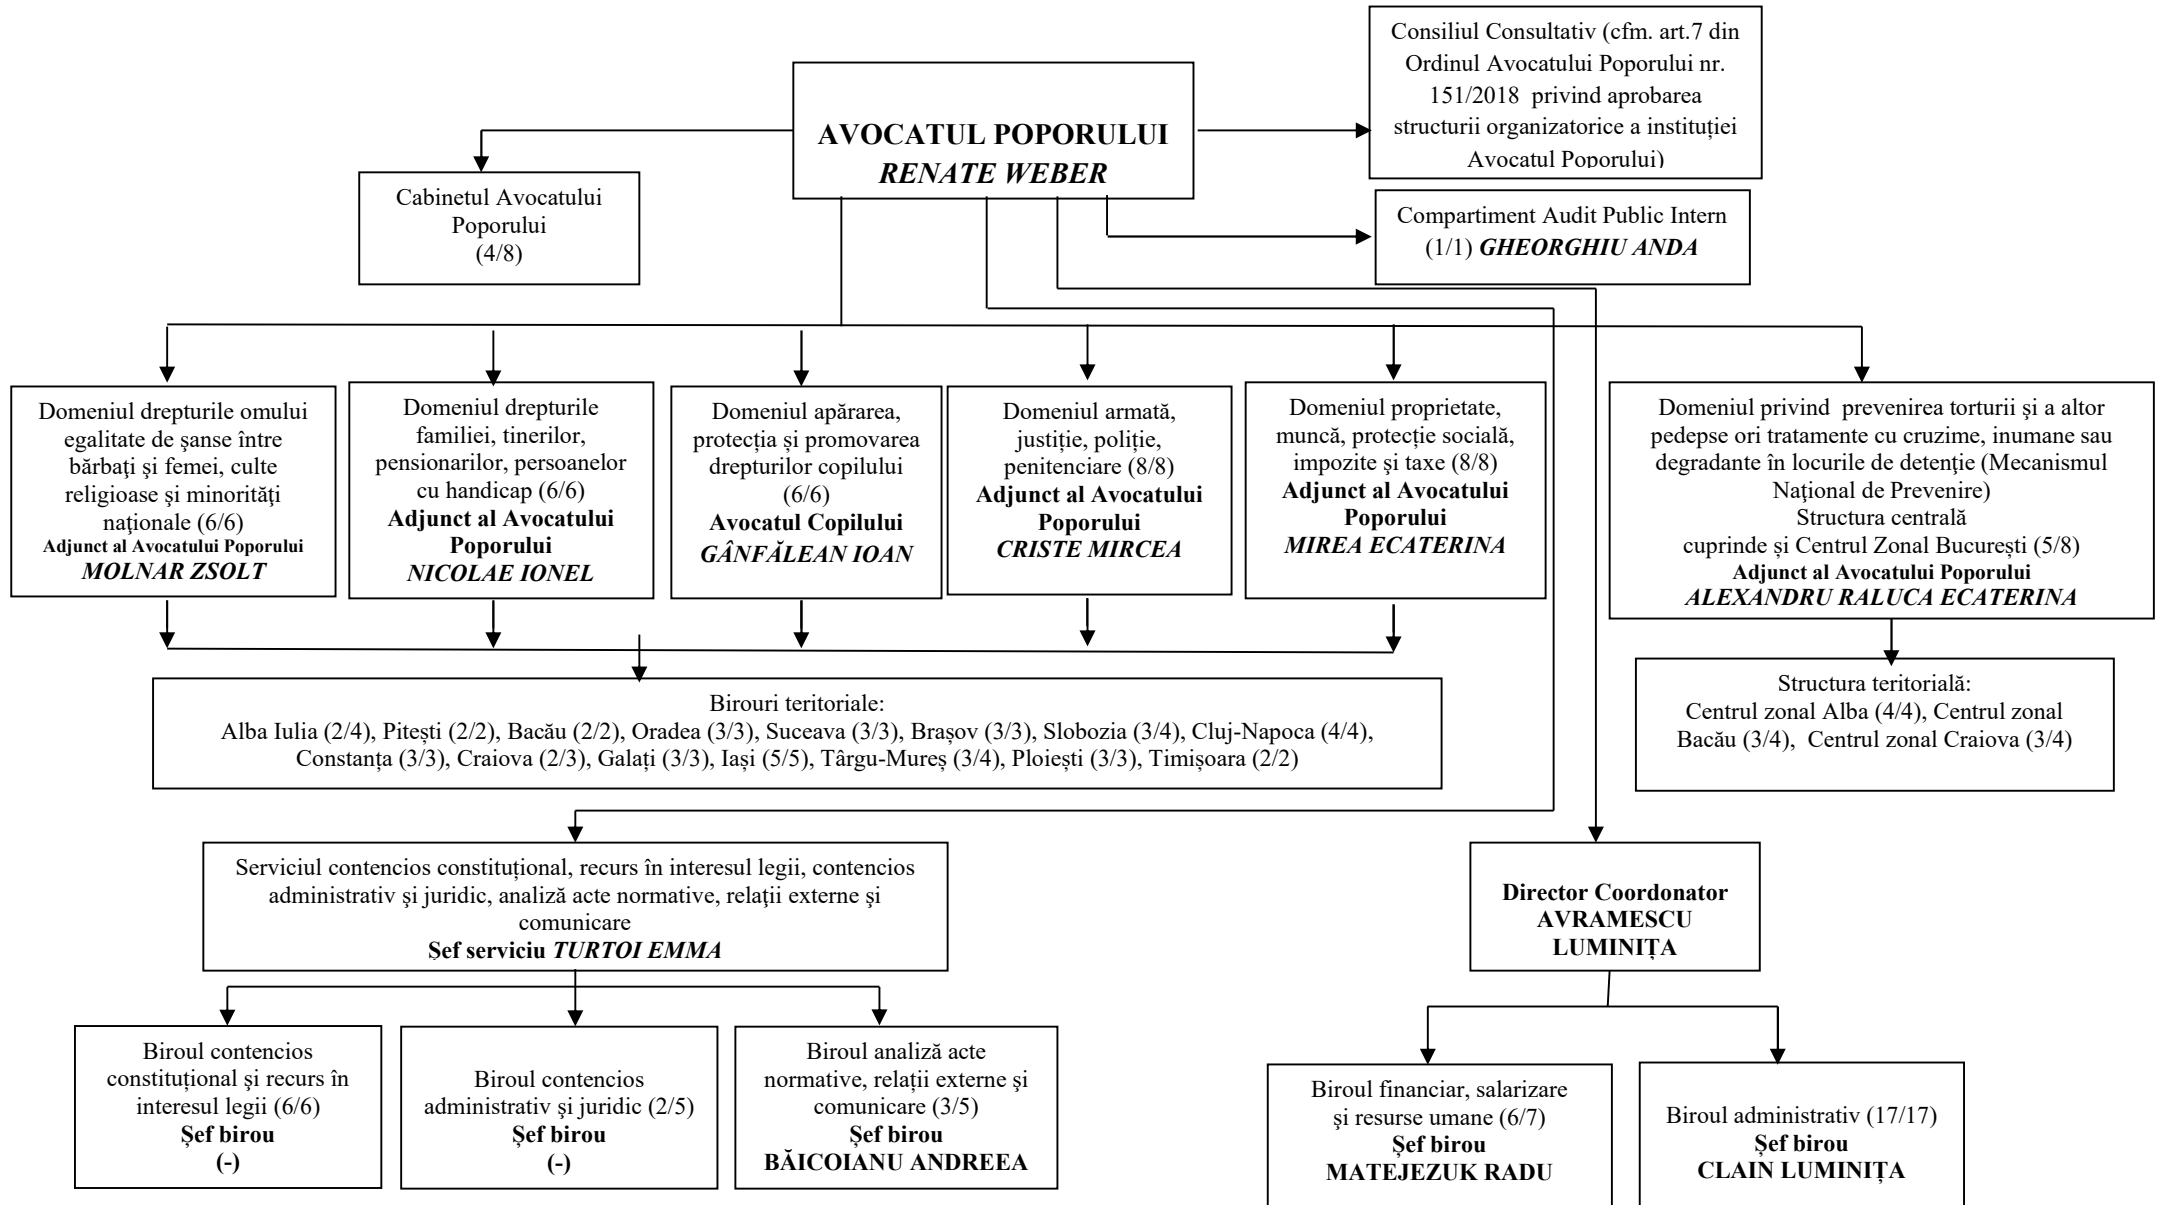 Consiliul Consultativ (cfm. art.7 din
Ordinul Avocatului Poporului nr.
151/2018 privind aprobarea
structurii organizatorice a instituției
Avocatul Poporului)
AVOCATUL POPORULUI
RENATE WEBER
Cabinetul Avocatului
Poporului
(4/8)
Compartiment Audit Public Intern
(1/1) GHEORGHIU ANDA
Domeniul drepturile omului
egalitate de şanse între
bărbaţi şi femei, culte
religioase şi minorităţi
naţionale (6/6)
Adjunct al Avocatului Poporului
MOLNAR ZSOLT
Domeniul drepturile
familiei, tinerilor,
pensionarilor, persoanelor
cu handicap (6/6)
Adjunct al Avocatului
Poporului
NICOLAE IONEL
Domeniul apărarea,
protecția și promovarea
drepturilor copilului
(6/6)
Avocatul Copilului
GÂNFĂLEAN IOAN
Domeniul armată,
justiție, poliție,
penitenciare (8/8)
Adjunct al Avocatului
Poporului
CRISTE MIRCEA
Domeniul proprietate,
muncă, protecție socială,
impozite și taxe (8/8)
Adjunct al Avocatului
Poporului
MIREA ECATERINA
Domeniul privind prevenirea torturii şi a altor
pedepse ori tratamente cu cruzime, inumane sau
degradante în locurile de detenţie (Mecanismul
Naţional de Prevenire)
Structura centrală
cuprinde și Centrul Zonal București (5/8)
Adjunct al Avocatului Poporului
ALEXANDRU RALUCA ECATERINA
Birouri teritoriale:
Alba Iulia (2/4), Pitești (2/2), Bacău (2/2), Oradea (3/3), Suceava (3/3), Brașov (3/3), Slobozia (3/4), Cluj-Napoca (4/4),
Constanța (3/3), Craiova (2/3), Galați (3/3), Iași (5/5), Târgu-Mureș (3/4), Ploiești (3/3), Timișoara (2/2)
Structura teritorială:
Centrul zonal Alba (4/4), Centrul zonal
Bacău (3/4), Centrul zonal Craiova (3/4)
Serviciul contencios constituțional, recurs în interesul legii, contencios
administrativ şi juridic, analiză acte normative, relaţii externe şi
comunicare
Șef serviciu TURTOI EMMA
Director Coordonator
AVRAMESCU
LUMINIȚA
Biroul contencios
constituțional şi recurs în
interesul legii (6/6)
Șef birou
(-)
Biroul contencios
administrativ şi juridic (2/5)
Șef birou
(-)
Biroul analiză acte
normative, relații externe şi
comunicare (3/5)
Șef birou
BĂICOIANU ANDREEA
Biroul financiar, salarizare
şi resurse umane (6/7)
Șef birou
MATEJEZUK RADU
Biroul administrativ (17/17)
Șef birou
CLAIN LUMINIȚA